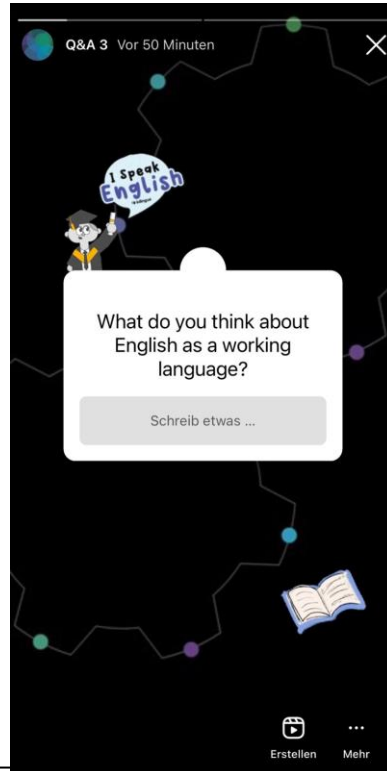 Q&A 3 Vor 50 Minuten
I Speak
English
What do you think about
English as a working
language?
Schreib etwas ...
Erstellen
Mehr